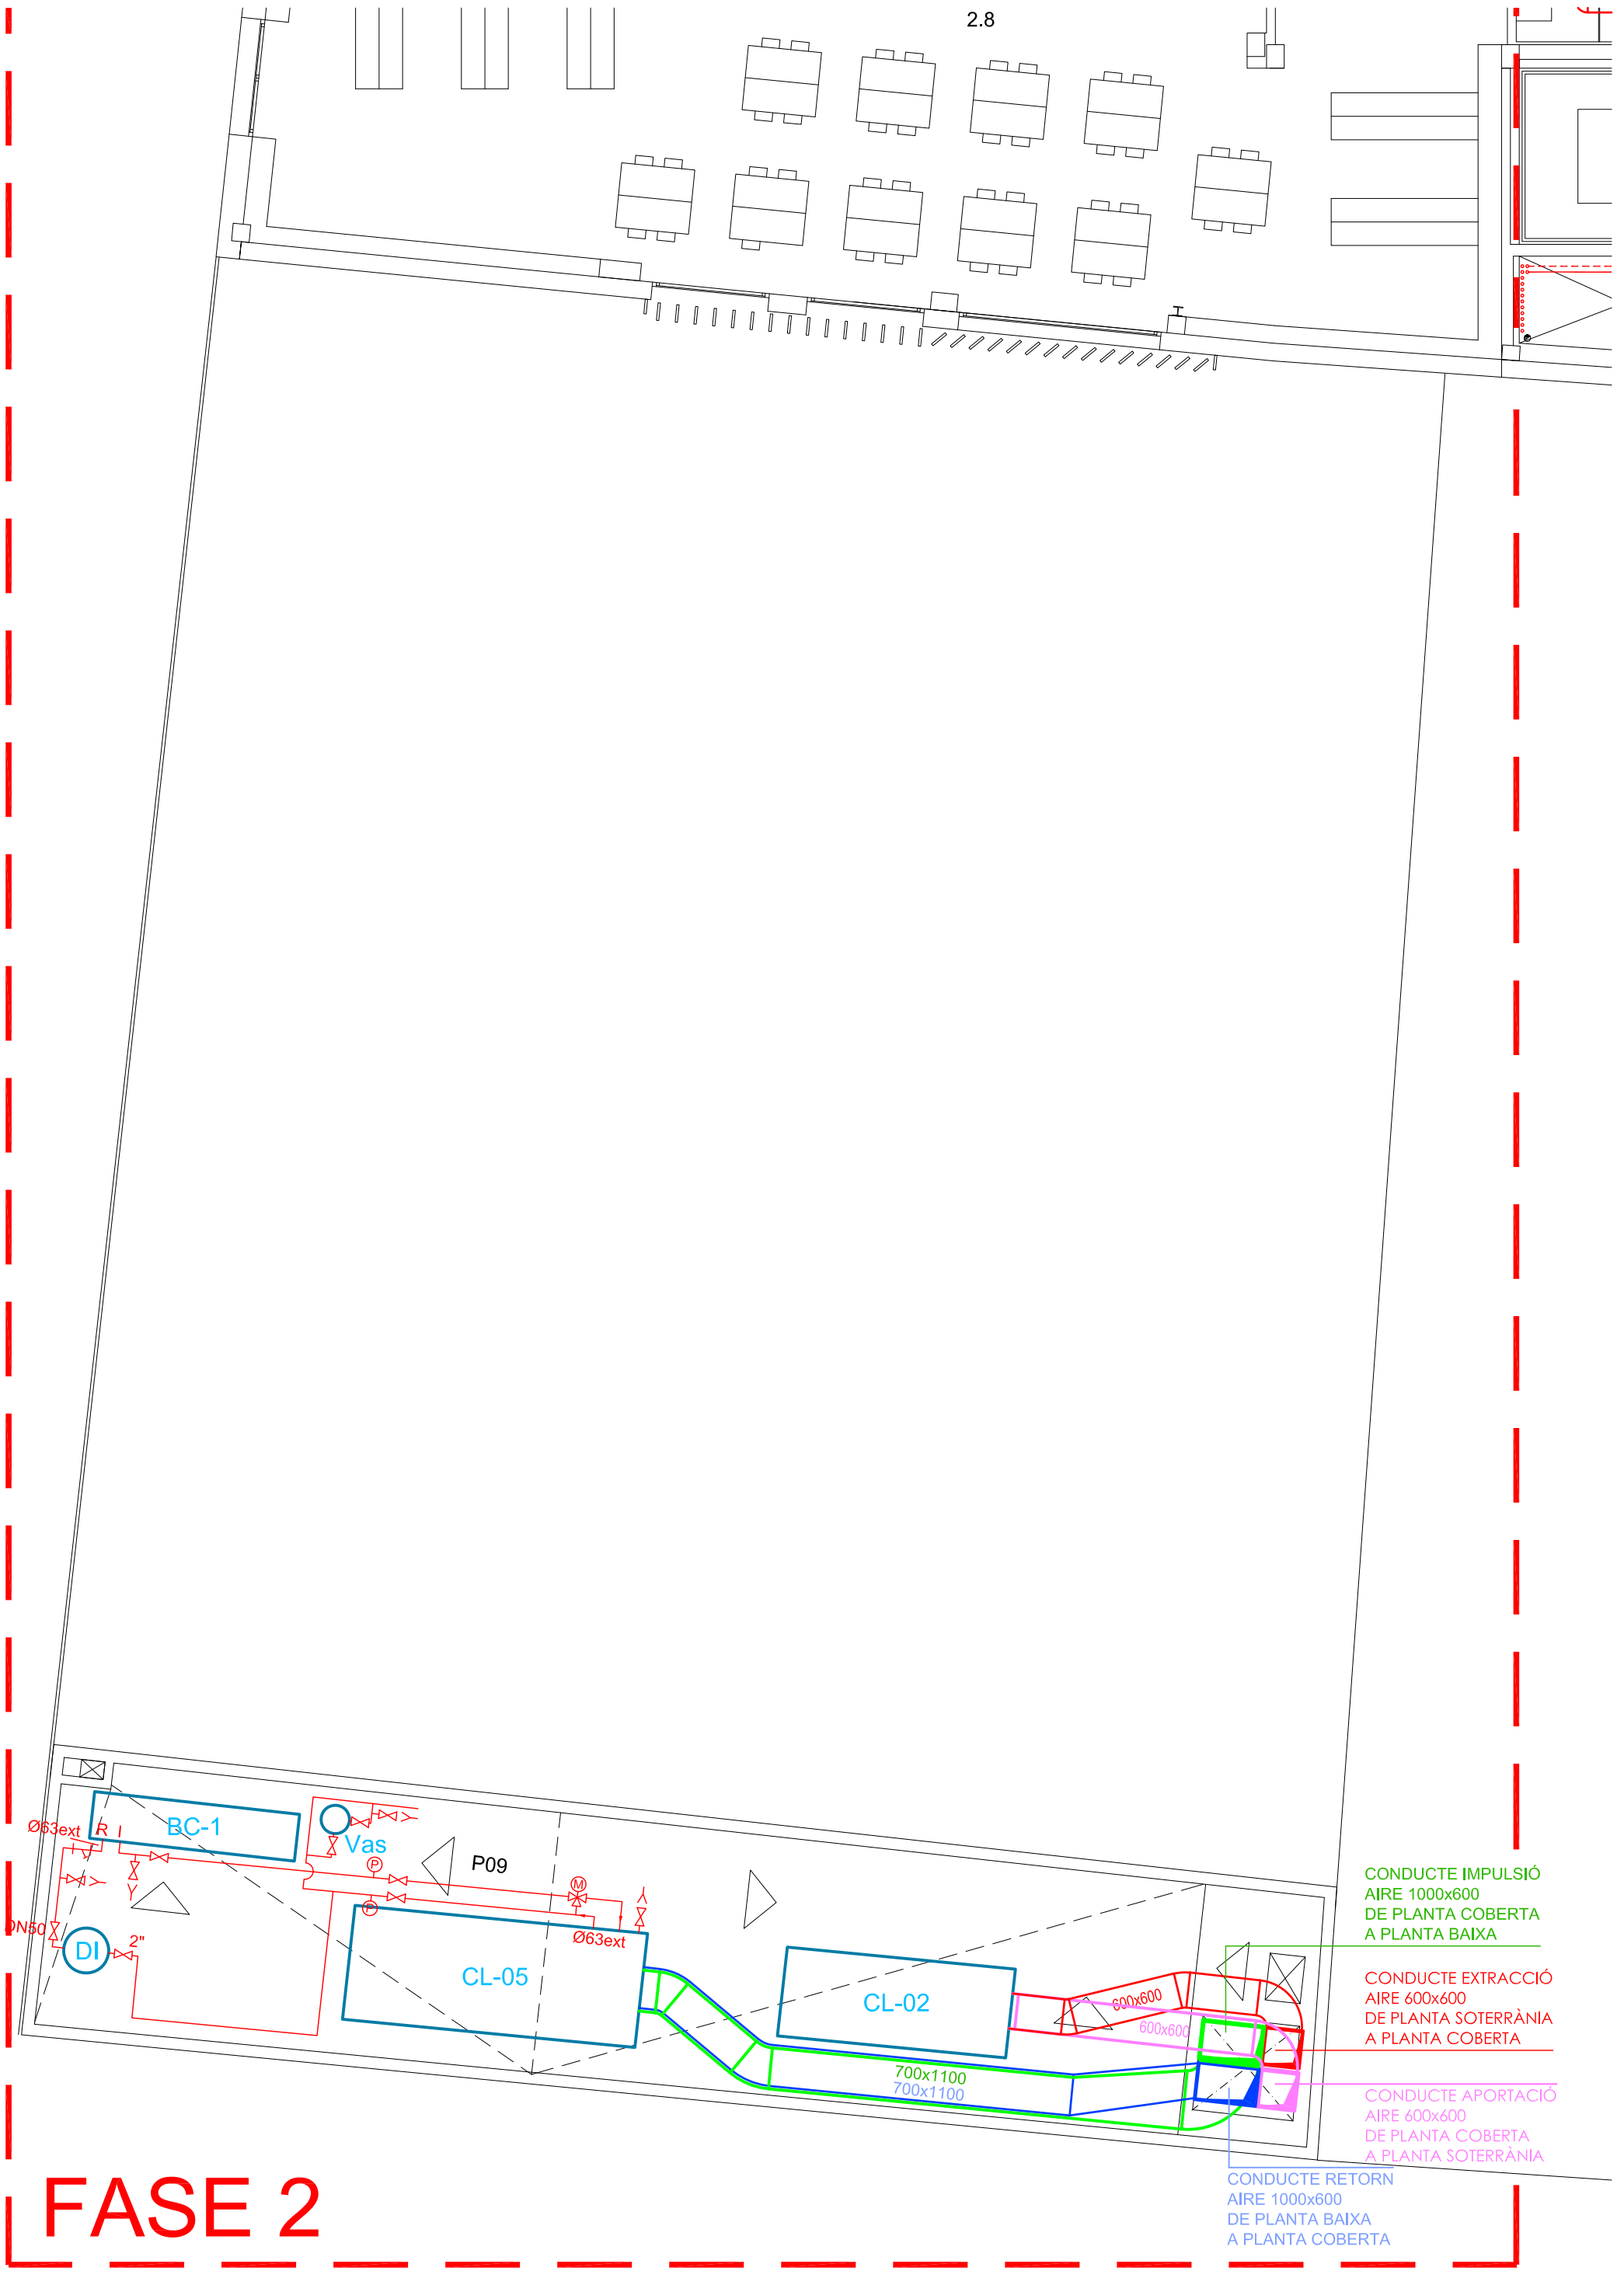 2.8
BC-1
Ø63ext
R I
Vas
P
P09
M
P
Ø63ext
DN50
DI
2"
CL-05
CL-02
600x600
600x600
700x1100
700x1100
CONDUCTE IMPULSIÓ
AIRE 1000x600
DE PLANTA COBERTA
A PLANTA BAIXA
CONDUCTE EXTRACCIÓ
AIRE 600x600
DE PLANTA SOTERRÀNIA
A PLANTA COBERTA
CONDUCTE APORTACIÓ
AIRE 600x600
DE PLANTA COBERTA
A PLANTA SOTERRÀNIA
CONDUCTE RETORN
AIRE 1000x600
DE PLANTA BAIXA
A PLANTA COBERTA
FASE 2